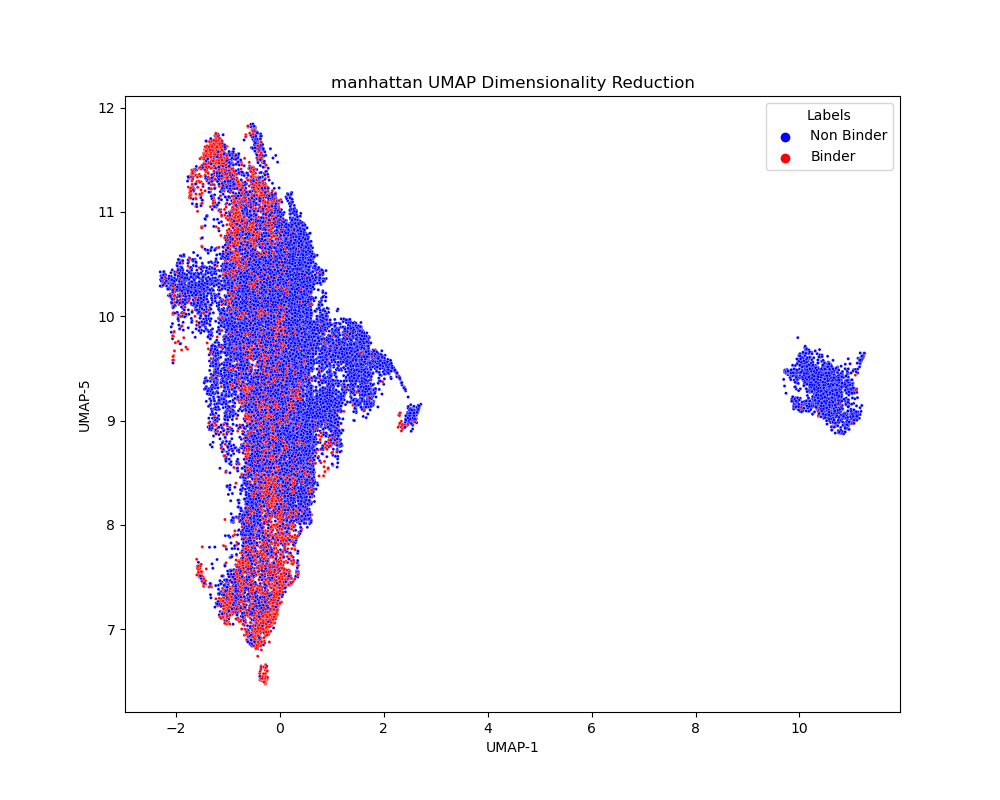 manhattan UMAP Dimensionality Reduction
Labels
Non Binder
Binder
12
11
10
9
8
7
UMAP-5
−2
0
2
4
6
8
10
UMAP-1